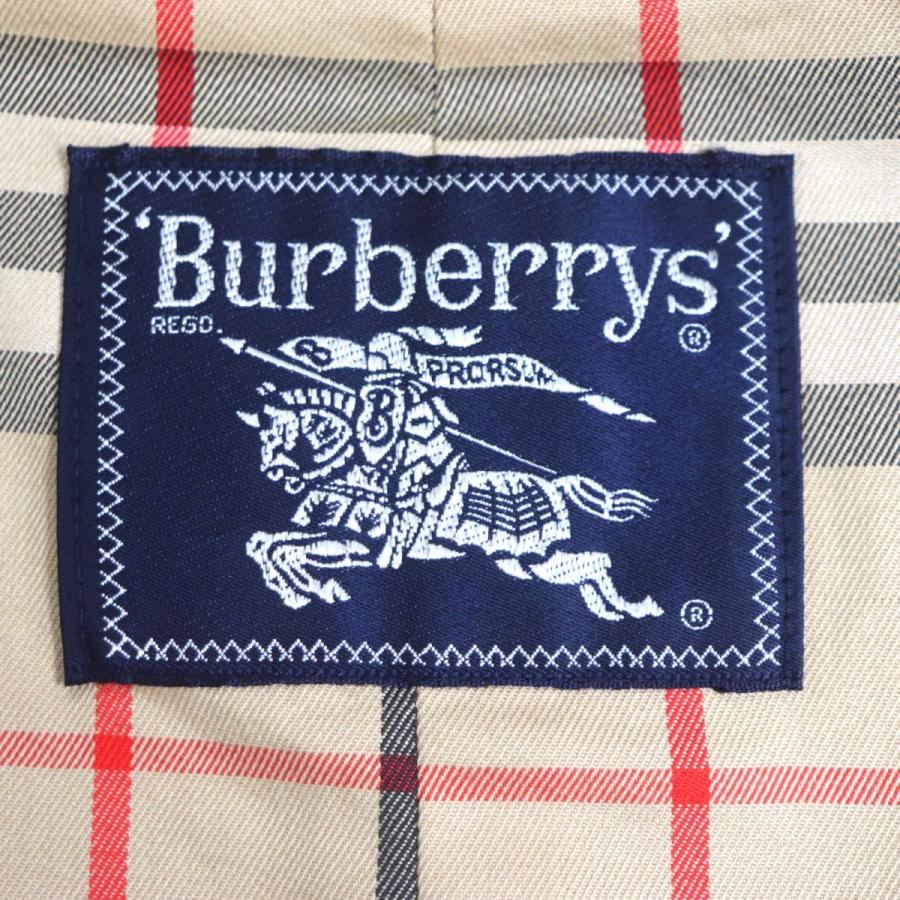 'Burberrys'
REGD. ®
PRORSUM
B
®